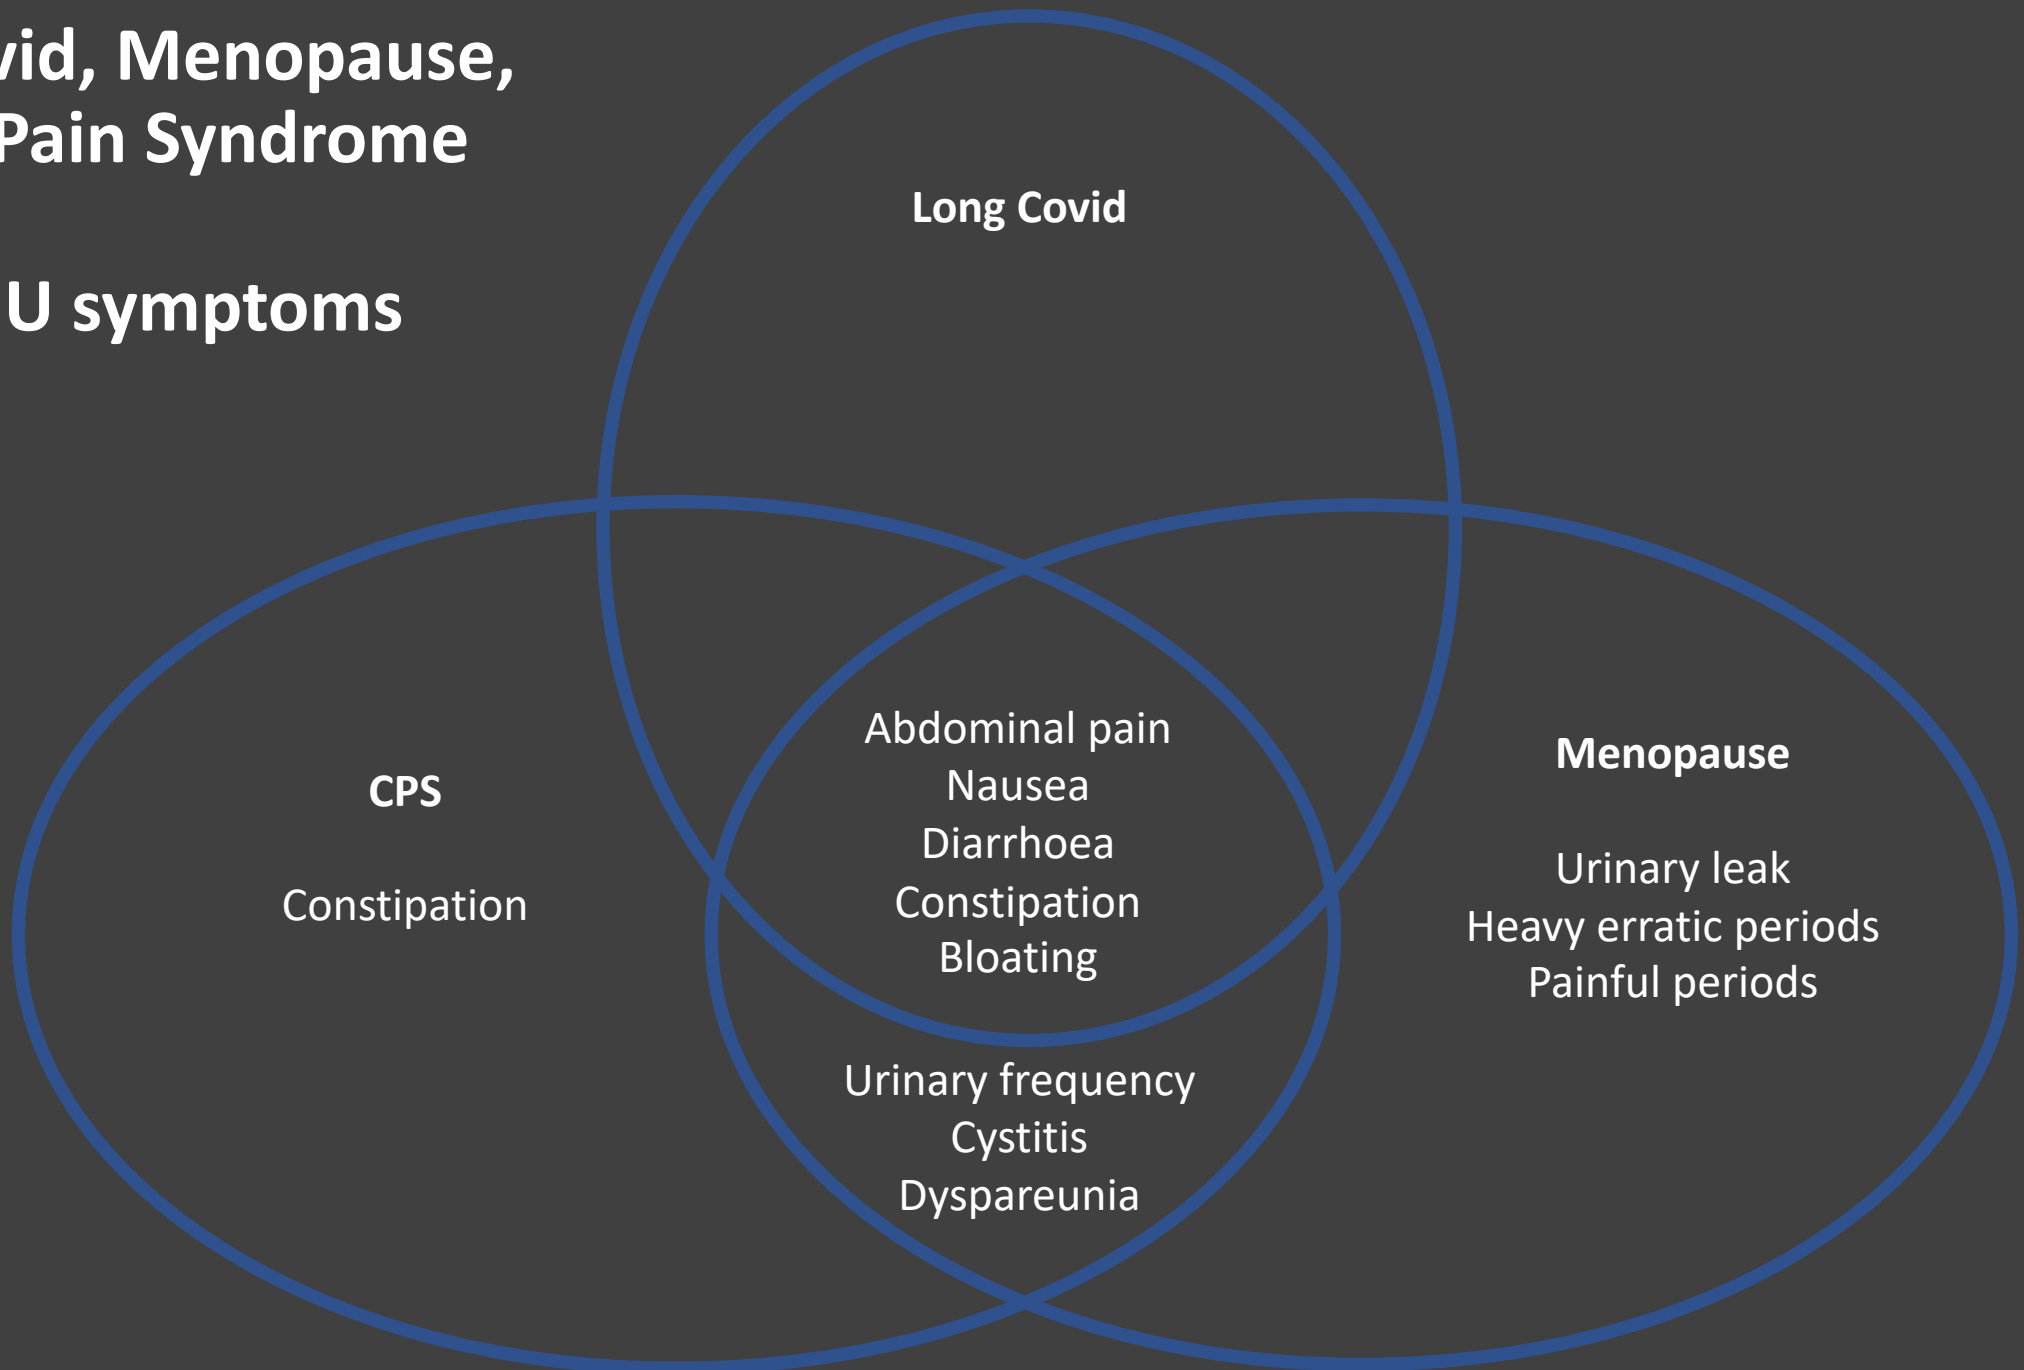 vid, Menopause,
Pain Syndrome
U symptoms
Long Covid
CPS
Constipation
Abdominal pain
Nausea
Diarrhoea
Constipation
Bloating
Urinary frequency
Cystitis
Dyspareunia
Menopause
Urinary leak
Heavy erratic periods
Painful periods